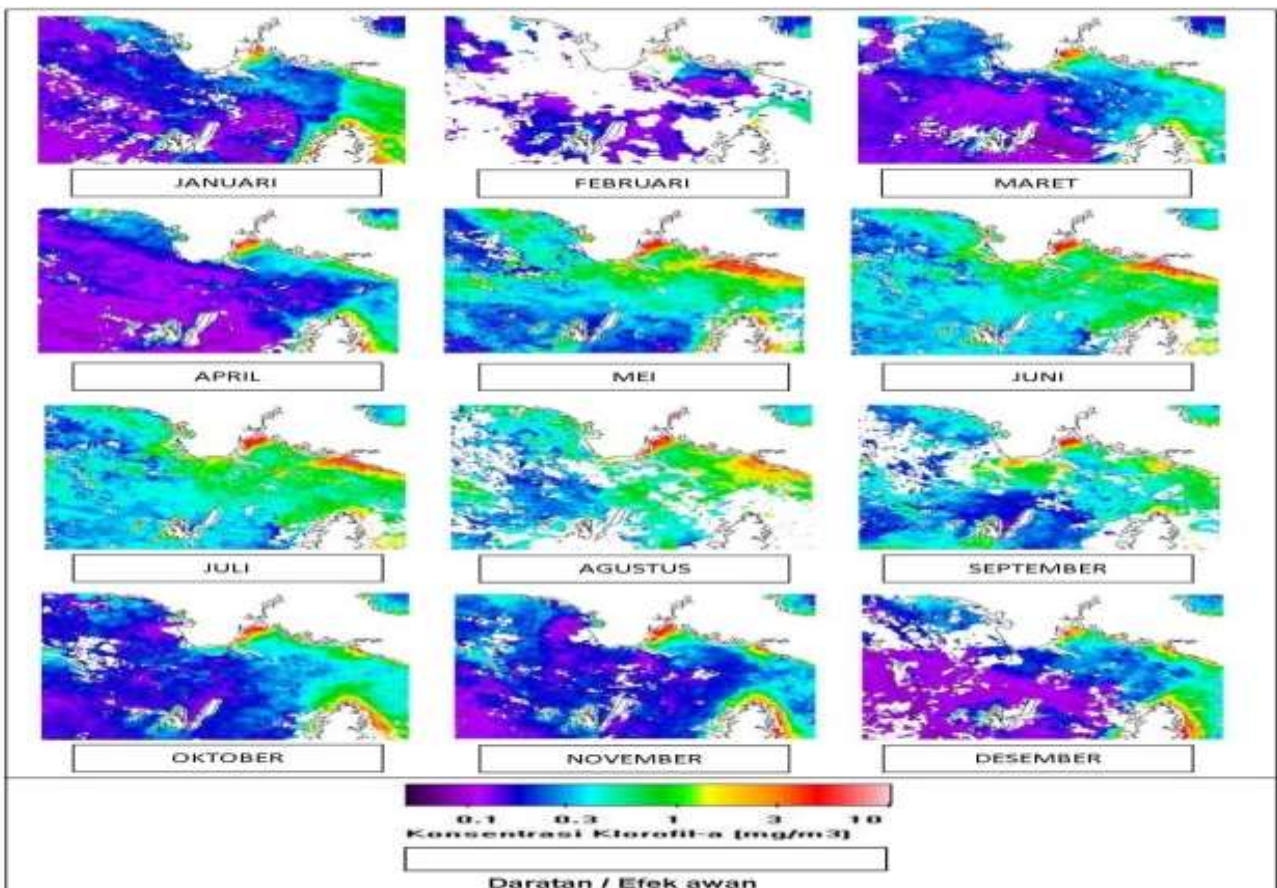 JANUARI
FEBRUARI
MARET
APRIL
MEI
JUNI
JULI
AGUSTUS
SEPTEMBER
OKTOBER
NOVEMBER
DESEMBER
0.1 0.3 1 3 10
Konsentrasi Klorofil-a (mg/m3)
Daratan / Efek awan